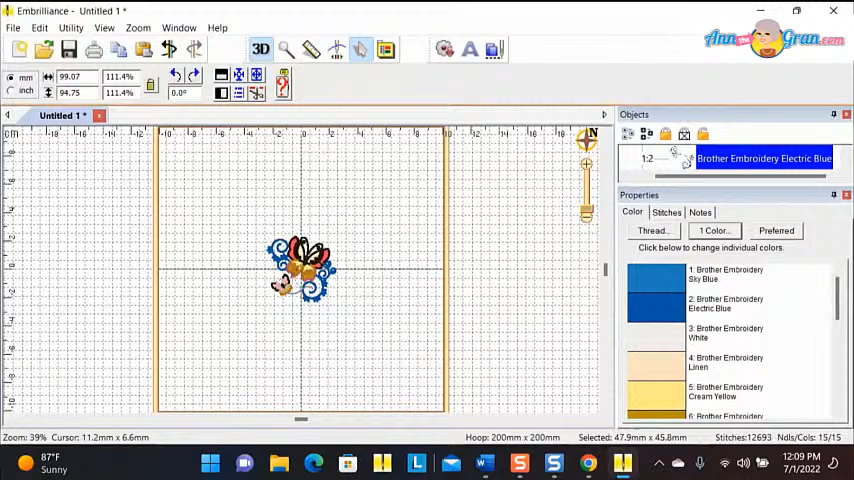 Embrilliance - Untitled 1 *
File Edit Utility View Zoom Window Help
Ann the Gran.com
3D A
mm 99.07 111.4%
inch 94.75 111.4% 0.0°
Untitled 1 *
Objects
1:2 Brother Embroidery Electric Blue
Properties
Color Stitches Notes
Thread... 1 Color... Preferred
Click below to change individual colors.
1: Brother Embroidery
Sky Blue
2: Brother Embroidery
Electric Blue
3: Brother Embroidery
White
4: Brother Embroidery
Linen
5: Brother Embroidery
Cream Yellow
6: Brother Embroidery
cm
N
Zoom: 39% Cursor: 11.2mm x 6.6mm Hoop: 200mm x 200mm Selected: 47.9mm x 45.8mm Stitches:12693 Ndls/Cols: 15/15
87°F
Sunny
12:09 PM
7/1/2022